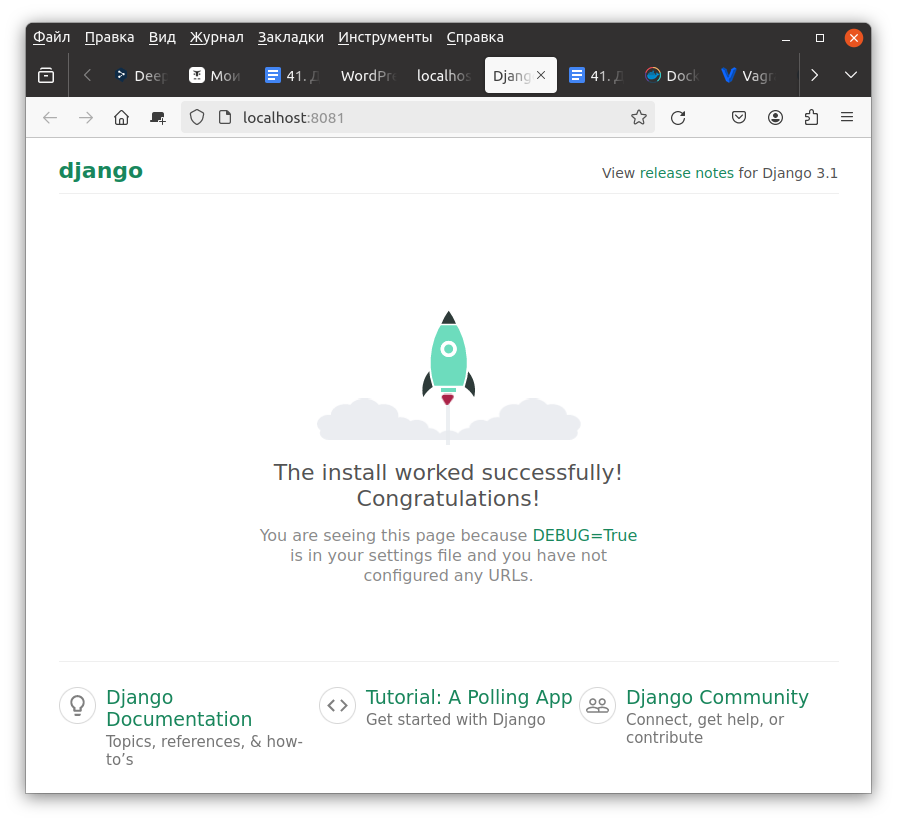 Файл Правка Вид Журнал Закладки Инструменты Справка
Мои 41. WordPre localhos Djang 41. Dock Vagr
localhost:8081
django
View release notes for Django 3.1
The install worked successfully!
Congratulations!
You are seeing this page because DEBUG=True
is in your settings file and you have not
configured any URLs.
Django
Documentation
Topics, references, & how-
to’s
Tutorial: A Polling App
Get started with Django
Django Community
Connect, get help, or
contribute